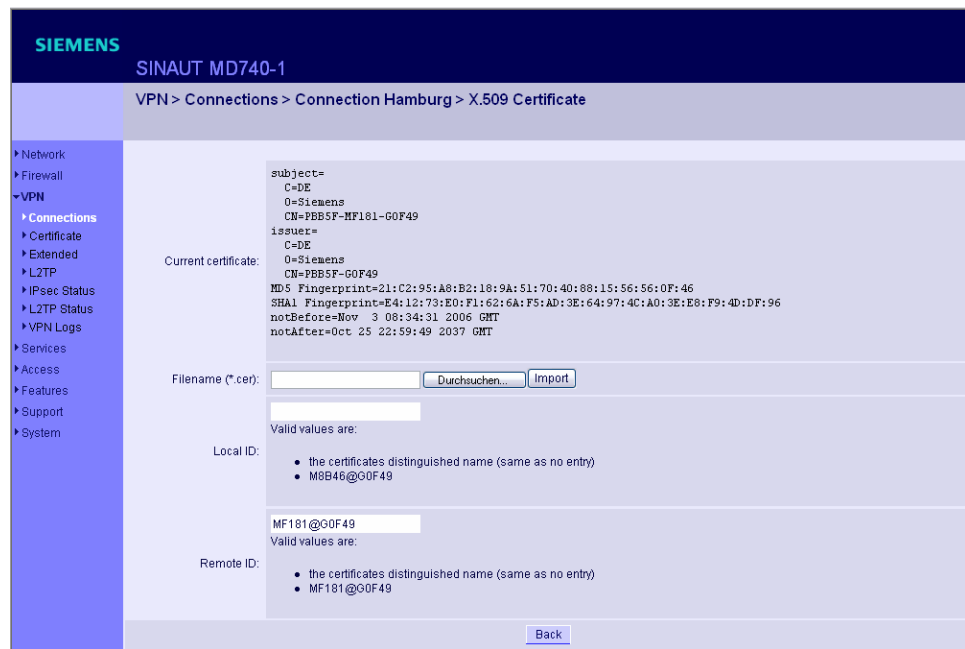 SIEMENS
SINAUT MD740-1
VPN > Connections > Connection Hamburg > X.509 Certificate
Network
Firewall
VPN
Connections
Certificate
Extended
L2TP
IPsec Status
L2TP Status
VPN Logs
Services
Access
Features
Support
System
Current certificate:
subject=
C=DE
O=Siemens
CN=PBB5F-MF181-G0F49
issuer=
C=DE
O=Siemens
CN=PBB5F-G0F49
MD5 Fingerprint=21:C2:95:A8:B2:18:9A:51:70:40:88:15:56:56:0F:46
SHA1 Fingerprint=E4:12:73:E0:F1:62:6A:F5:AD:3E:64:97:4C:A0:3E:E8:F9:4D:DF:96
notBefore=Nov 3 08:34:31 2006 GMT
notAfter=Oct 25 22:59:49 2037 GMT
Filename (*.cer):
Durchsuchen...
Import
Local ID:
Valid values are:
• the certificates distinguished name (same as no entry)
• M8B46@G0F49
Remote ID:
MF181@G0F49
Valid values are:
• the certificates distinguished name (same as no entry)
• MF181@G0F49
Back